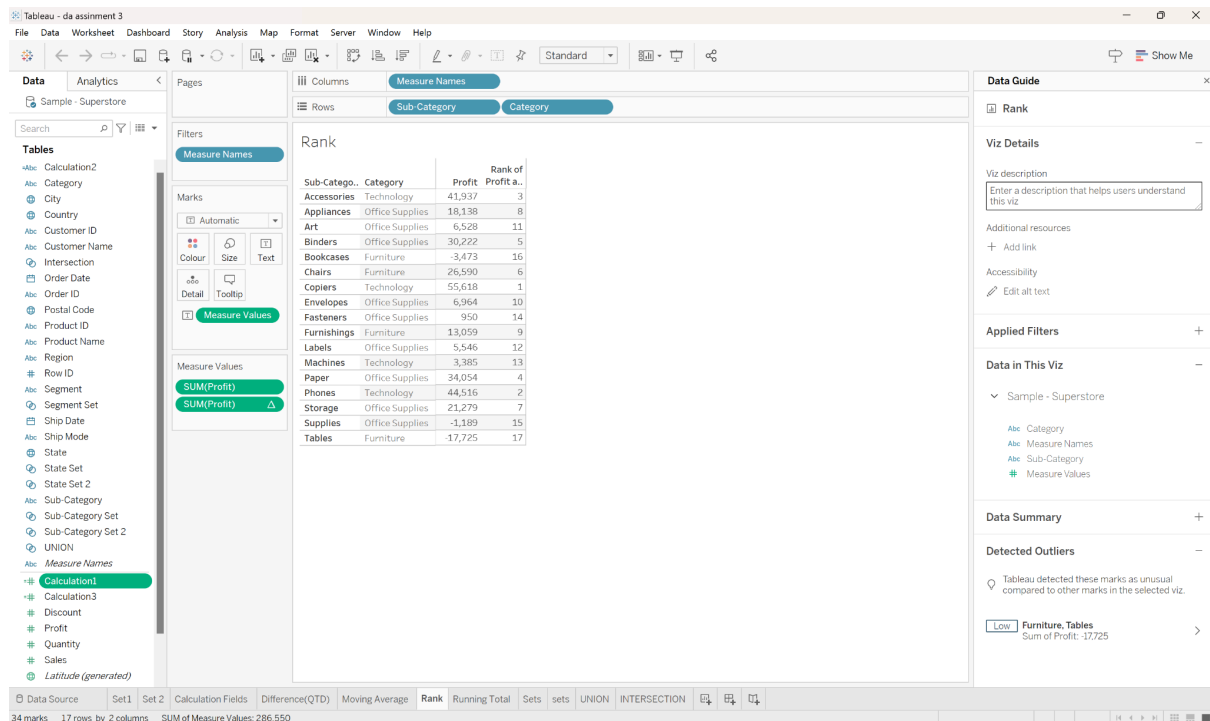 Tableau - da assinment 3
File Data Worksheet Dashboard Story Analysis Map Format Server Window Help
Standard
Show Me
Data Analytics
Sample - Superstore
Search
Tables
=Abc Calculation2
Abc Category
City
Country
Abc Customer ID
Abc Customer Name
Intersection
Order Date
Abc Order ID
Postal Code
Abc Product ID
Abc Product Name
Abc Region
# Row ID
Abc Segment
Segment Set
Ship Date
Abc Ship Mode
State
State Set
State Set 2
Abc Sub-Category
Sub-Category Set
Sub-Category Set 2
UNION
Abc Measure Names
=# Calculation1
=# Calculation3
# Discount
# Profit
# Quantity
# Sales
Latitude (generated)
Pages
Filters
Measure Names
Marks
Automatic
Colour Size Text
Detail Tooltip
Measure Values
Measure Values
SUM(Profit)
SUM(Profit) Δ
Columns Measure Names
Rows Sub-Category Category
Rank
Rank of
Sub-Catego.. Category Profit Profit a..
Accessories Technology 41,937 3
Appliances Office Supplies 18,138 8
Art Office Supplies 6,528 11
Binders Office Supplies 30,222 5
Bookcases Furniture -3,473 16
Chairs Furniture 26,590 6
Copiers Technology 55,618 1
Envelopes Office Supplies 6,964 10
Fasteners Office Supplies 950 14
Furnishings Furniture 13,059 9
Labels Office Supplies 5,546 12
Machines Technology 3,385 13
Paper Office Supplies 34,054 4
Phones Technology 44,516 2
Storage Office Supplies 21,279 7
Supplies Office Supplies -1,189 15
Tables Furniture -17,725 17
Data Guide
Rank
Viz Details
Viz description
Enter a description that helps users understand
this viz
Additional resources
+ Add link
Accessibility
Edit alt text
Applied Filters
Data in This Viz
Sample - Superstore
Abc Category
Abc Measure Names
Abc Sub-Category
# Measure Values
Data Summary
Detected Outliers
Tableau detected these marks as unusual
compared to other marks in the selected viz.
Low Furniture, Tables
Sum of Profit: -17,725
Data Source Set1 Set 2 Calculation Fields Difference(QTD) Moving Average Rank Running Total Sets sets UNION INTERSECTION
34 marks 17 rows by 2 columns SUM of Measure Values: 286,550